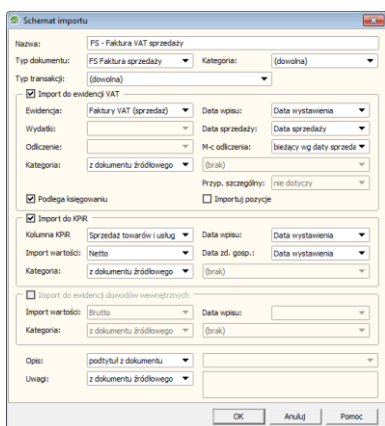 Schemat importu
Nazwa: FS - Faktura VAT sprzedaży
Typ dokumentu: FS Faktura sprzedaży Kategoria: (dowolna)
Typ transakcji: (dowolna)
Import do ewidencji VAT
Ewidencja: Faktury VAT (sprzedaż) Data wpisu: Data wystawienia
Wydatki: Data sprzedaży: Data sprzedaży
Odliczenie: M-c odliczenia: bieżący wg daty sprzeda
Kategoria: z dokumentu źródłowego (brak)
Przyp. szczególny: nie dotyczy
Podlega księgowaniu Importuj pozycje
Import do KPiR
Kolumna KPiR Sprzedaż towarów i usług Data wpisu: Data wystawienia
Import wartości: Netto Data zd. gosp.: Data wystawienia
Kategoria: z dokumentu źródłowego (brak)
Import do ewidencji dowodów wewnętrznych
Import wartości: Brutto Data wpisu:
Kategoria: z dokumentu źródłowego (brak)
Opis: podtytuł z dokumentu
Uwagi: z dokumentu źródłowego
OK Anuluj Pomoc